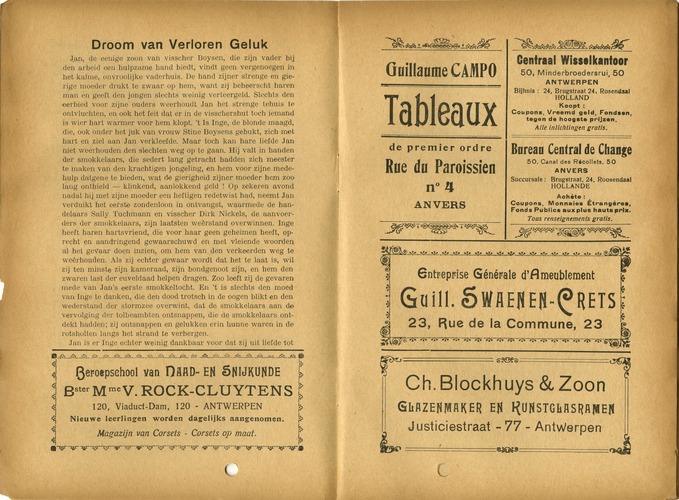 Droom van Verloren Geluk
Jan, de eenige zoon van visscher Boysen, die zijn vader bij
den arbeid een hulpzame hand biedt, vindt geen vergenoegen in
het kalme, onvroolijke vaderhuis. De hand zijner strenge en gie-
rige moeder drukt te zwaar op hem, want zij beheerscht haren
man en geeft den jongen slechts weinig verteergeld. Slechts den
eerbied voor zijne ouders weerhoudt Jan het strenge tehuis te
ontvluchten, en ook het feit dat er in de visschershut toch iemand
is wier hart warmer voor hem klopt. 't Is Inge, de blonde maagd,
die, ook onder het juk van vrouw Stine Boysens gebukt, zich met
hart en ziel aan Jan verkleefde. Maar toch kan hare liefde Jan
niet weerhouden den slechten weg op te gaan. Hij valt in handen
der smokkelaars, die sedert lang getracht hadden zich meester
te maken van den krachtigen jongeling, en hem voor zijne mede-
hulp datgene te bieden, wat de gierigheid zijner moeder hem zoo
lang onthield — klinkend, aanlokkend geld ! Op zekeren avond
nadat hij met zijne moeder een heftigen redetwist had, neemt Jan
verduikt het eerste zondeloon in ontvangst, waarmede de han-
delaars Sally Tuchmann en visscher Dirk Nickels, de aanvoer-
ders der smokkelaars, zijn laatsten weêrstand overwinnen. Inge
heeft haren hartsvriend, die voor haar geen geheimen heeft, op-
recht en aandringend gewaarschuwd en met vleiende woorden
al het gevaar doen inzien, om hem van den verkeerden weg te
weêrhouden. Als zij echter gewaar wordt dat het te laat is, wil
zij ten minste zijn kameraad, zijn bondgenoot zijn, en hem den
zwaren last der euveldaad helpen dragen. Zoo leeft zij de gevaren
mede van Jan's eerste smokkeltocht. En 't is slechts den moed
van Inge te danken, die den dood trotsch in de oogen blikt en den
wederstand der stormzee overwint, dat de smokkelaars aan de
vervolging der tolbeambten ontsnappen, die de smokkelaars ont-
dekt hadden; zij ontsnappen en gelukken erin hunne waren in de
rotsholten langs het strand te verbergen.
Jan is er Inge echter weinig dankbaar voor dat zij uit liefde tot
Beroepschool van NAAD- EN SNIJKUNDE
Bster Mme V. ROCK-CLUYTENS
120, Viaduct-Dam, 120 - ANTWERPEN
Nieuwe leerlingen worden dagelijks aangenomen.
Magazijn van Corsets - Corsets op maat.
Guillaume CAMPO
Tableaux
de premier ordre
Rue du Paroissien
n° 4
ANVERS
Centraal Wisselkantoor
50, Minderbroedersrui, 50
ANTWERPEN
Bijhuis : 24, Brugstraat 24, Rosendaal
HOLLAND
Koopt :
Coupons, Vreemd geld, Fondsen,
tegen de hoogste prijzen.
Alle inlichtingen gratis.
Bureau Central de Change
50, Canal des Récollets, 50
ANVERS
Succursale : Brugstraat, 24, Roosendaal
HOLLANDE
Achète :
Coupons, Monnaies Étrangères,
Fonds Publics aux plus hauts prix.
Tous renseignements gratis.
Entreprise Générale d'Ameublement
Guill. SWAENEN-CRETS
23, Rue de la Commune, 23
Ch. Blockhuys & Zoon
GLAZENMAKER EN KUNSTGLASRAMEN
Justiciestraat - 77 - Antwerpen